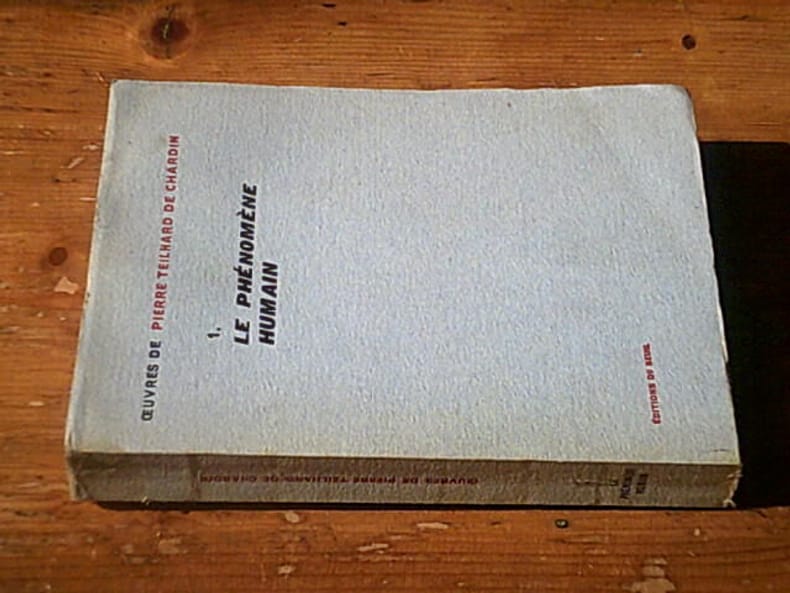 ŒUVRES DE PIERRE TEILHARD DE CHARDIN
1.
LE PHÉNOMÈNE
HUMAIN
ÉDITIONS DU SEUIL
ŒUVRES DE PIERRE TEILHARD DE CHARDIN